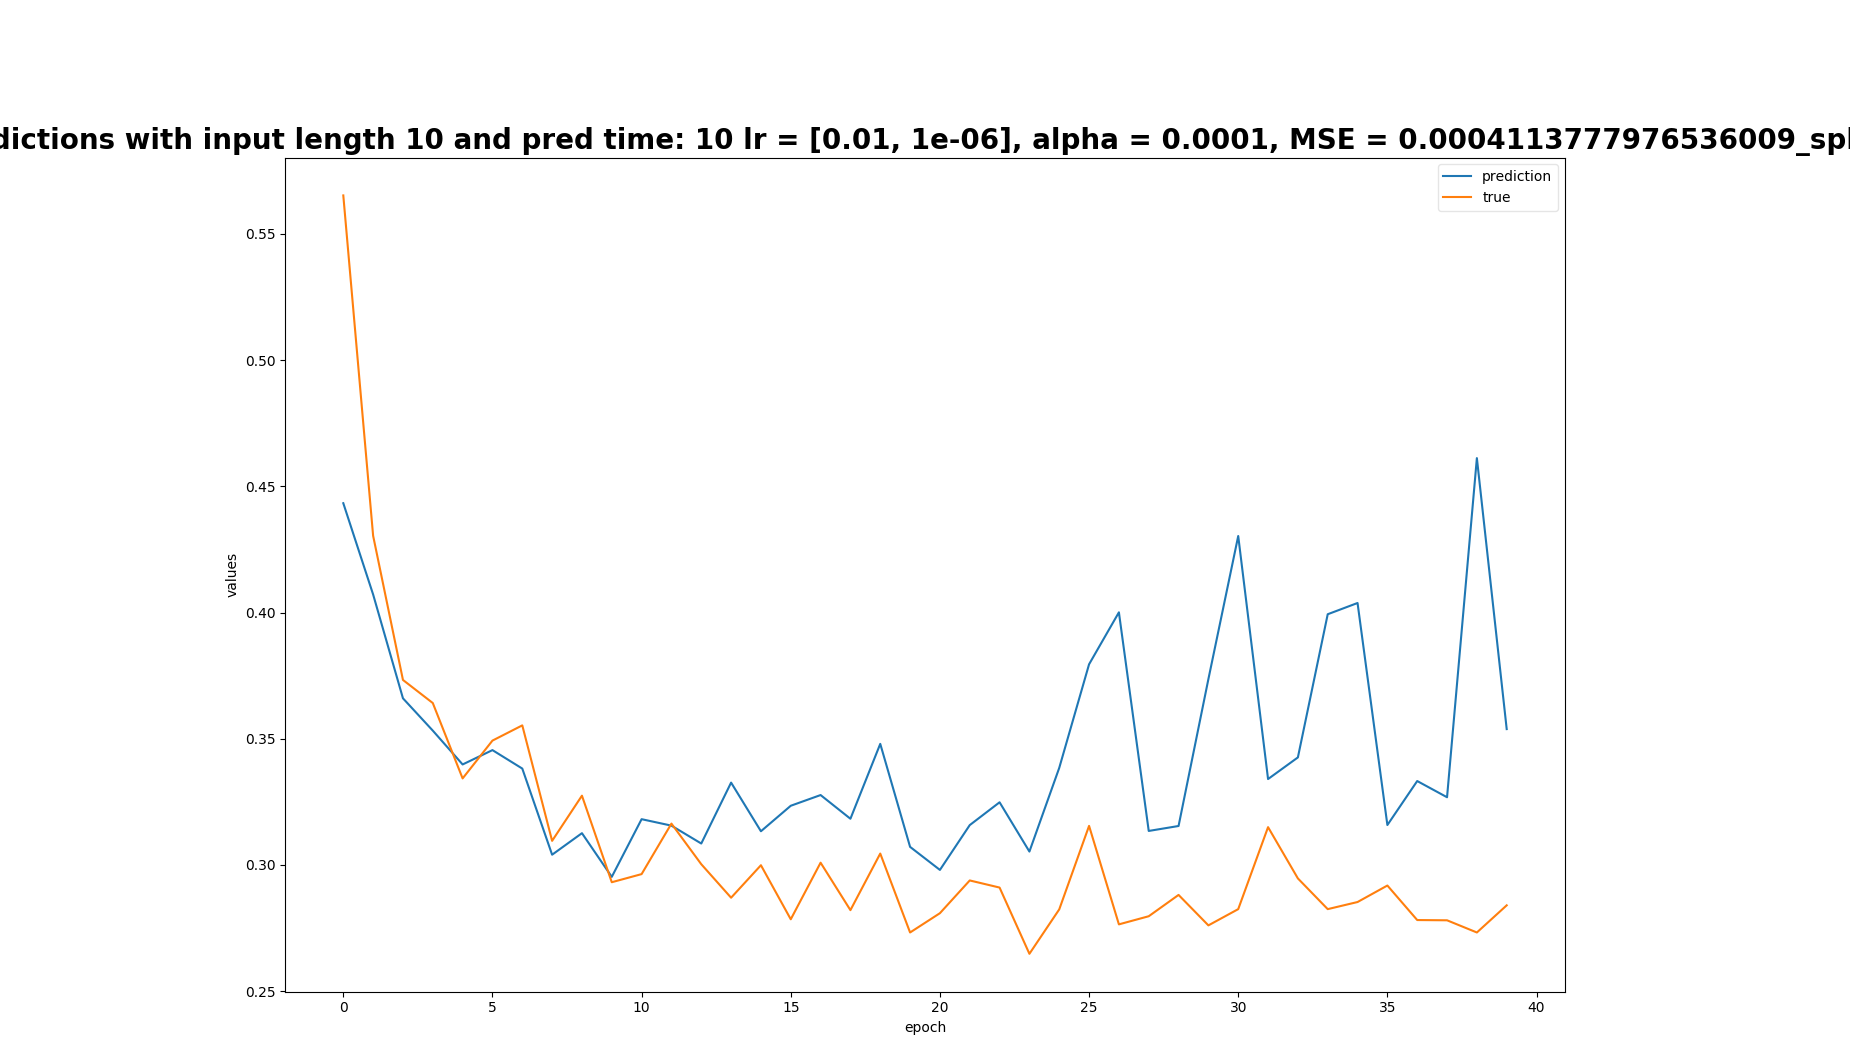 dictions with input length 10 and pred time: 10 lr = [0.01, 1e-06], alpha = 0.0001, MSE = 0.0004113777976536009_spl
prediction
true
0.55
0.50
0.45
0.40
0.35
0.30
0.25
values
0 5 10 15 20 25 30 35 40
epoch